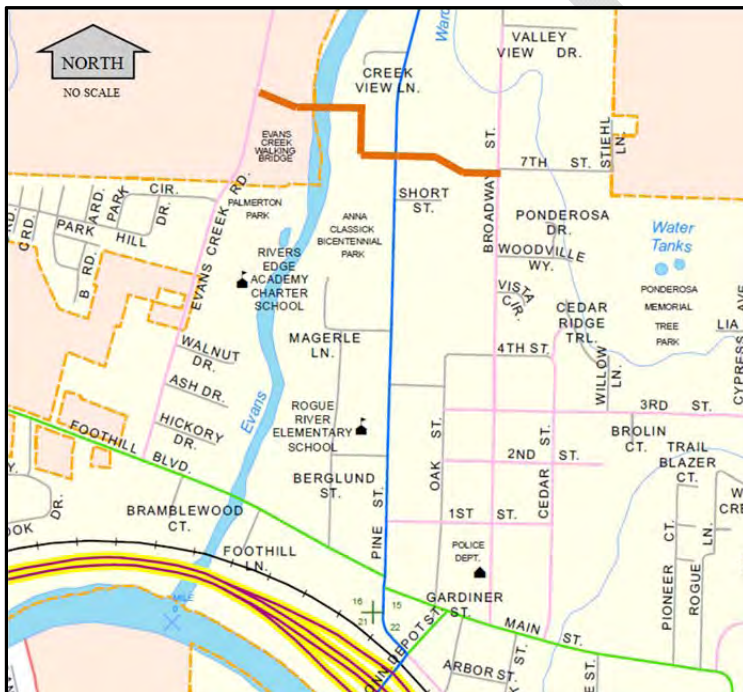 NORTH
NO SCALE
VALLEY
VIEW DR.
CREEK
VIEW LN.
EVANS
CREEK
WALKING
BRIDGE
7TH ST.
STIEHL
LN.
CIR.
PARK
DR.
ARD.
PARK HILL
CRD.
RD.
B RD.
PALMERTON
PARK
EVANS CREEK RD.
SHORT
ST.
BROADWAY ST.
ANNA
CLASSICK
BICENTENNIAL
PARK
PONDEROSA
DR.
WOODVILLE
WY.
Water
Tanks
RIVERS
EDGE
ACADEMY
CHARTER
SCHOOL
VISTA
CIR.
PONDEROSA
MEMORIAL
TREE
PARK
CEDAR
RIDGE
TRL.
LIA
CYPRESS AVE
MAGERLE
LN.
4TH ST.
WALNUT
DR.
WILLOW
LN.
ASH DR.
3RD ST.
HICKORY
DR.
Evans
ROGUE
RIVER
ELEMENTARY
SCHOOL
BROLIN
CT.
TRAIL
BLAZER
CT.
FOOTHILL BLVD.
OAK ST.
2ND ST.
CEDAR ST.
BERGLUND
ST.
Y.
DR.
OOK
BRAMBLEWOOD
CT.
PINE ST.
1ST ST.
W
CRE
FOOTHILL
LN.
POLICE
DEPT.
PIONEER CT.
ROGUE LN.
MILE
0
16 15
21 22
GARDINER
ST.
MAIN ST.
DEPOT ST.
ARBOR ST.
ST.